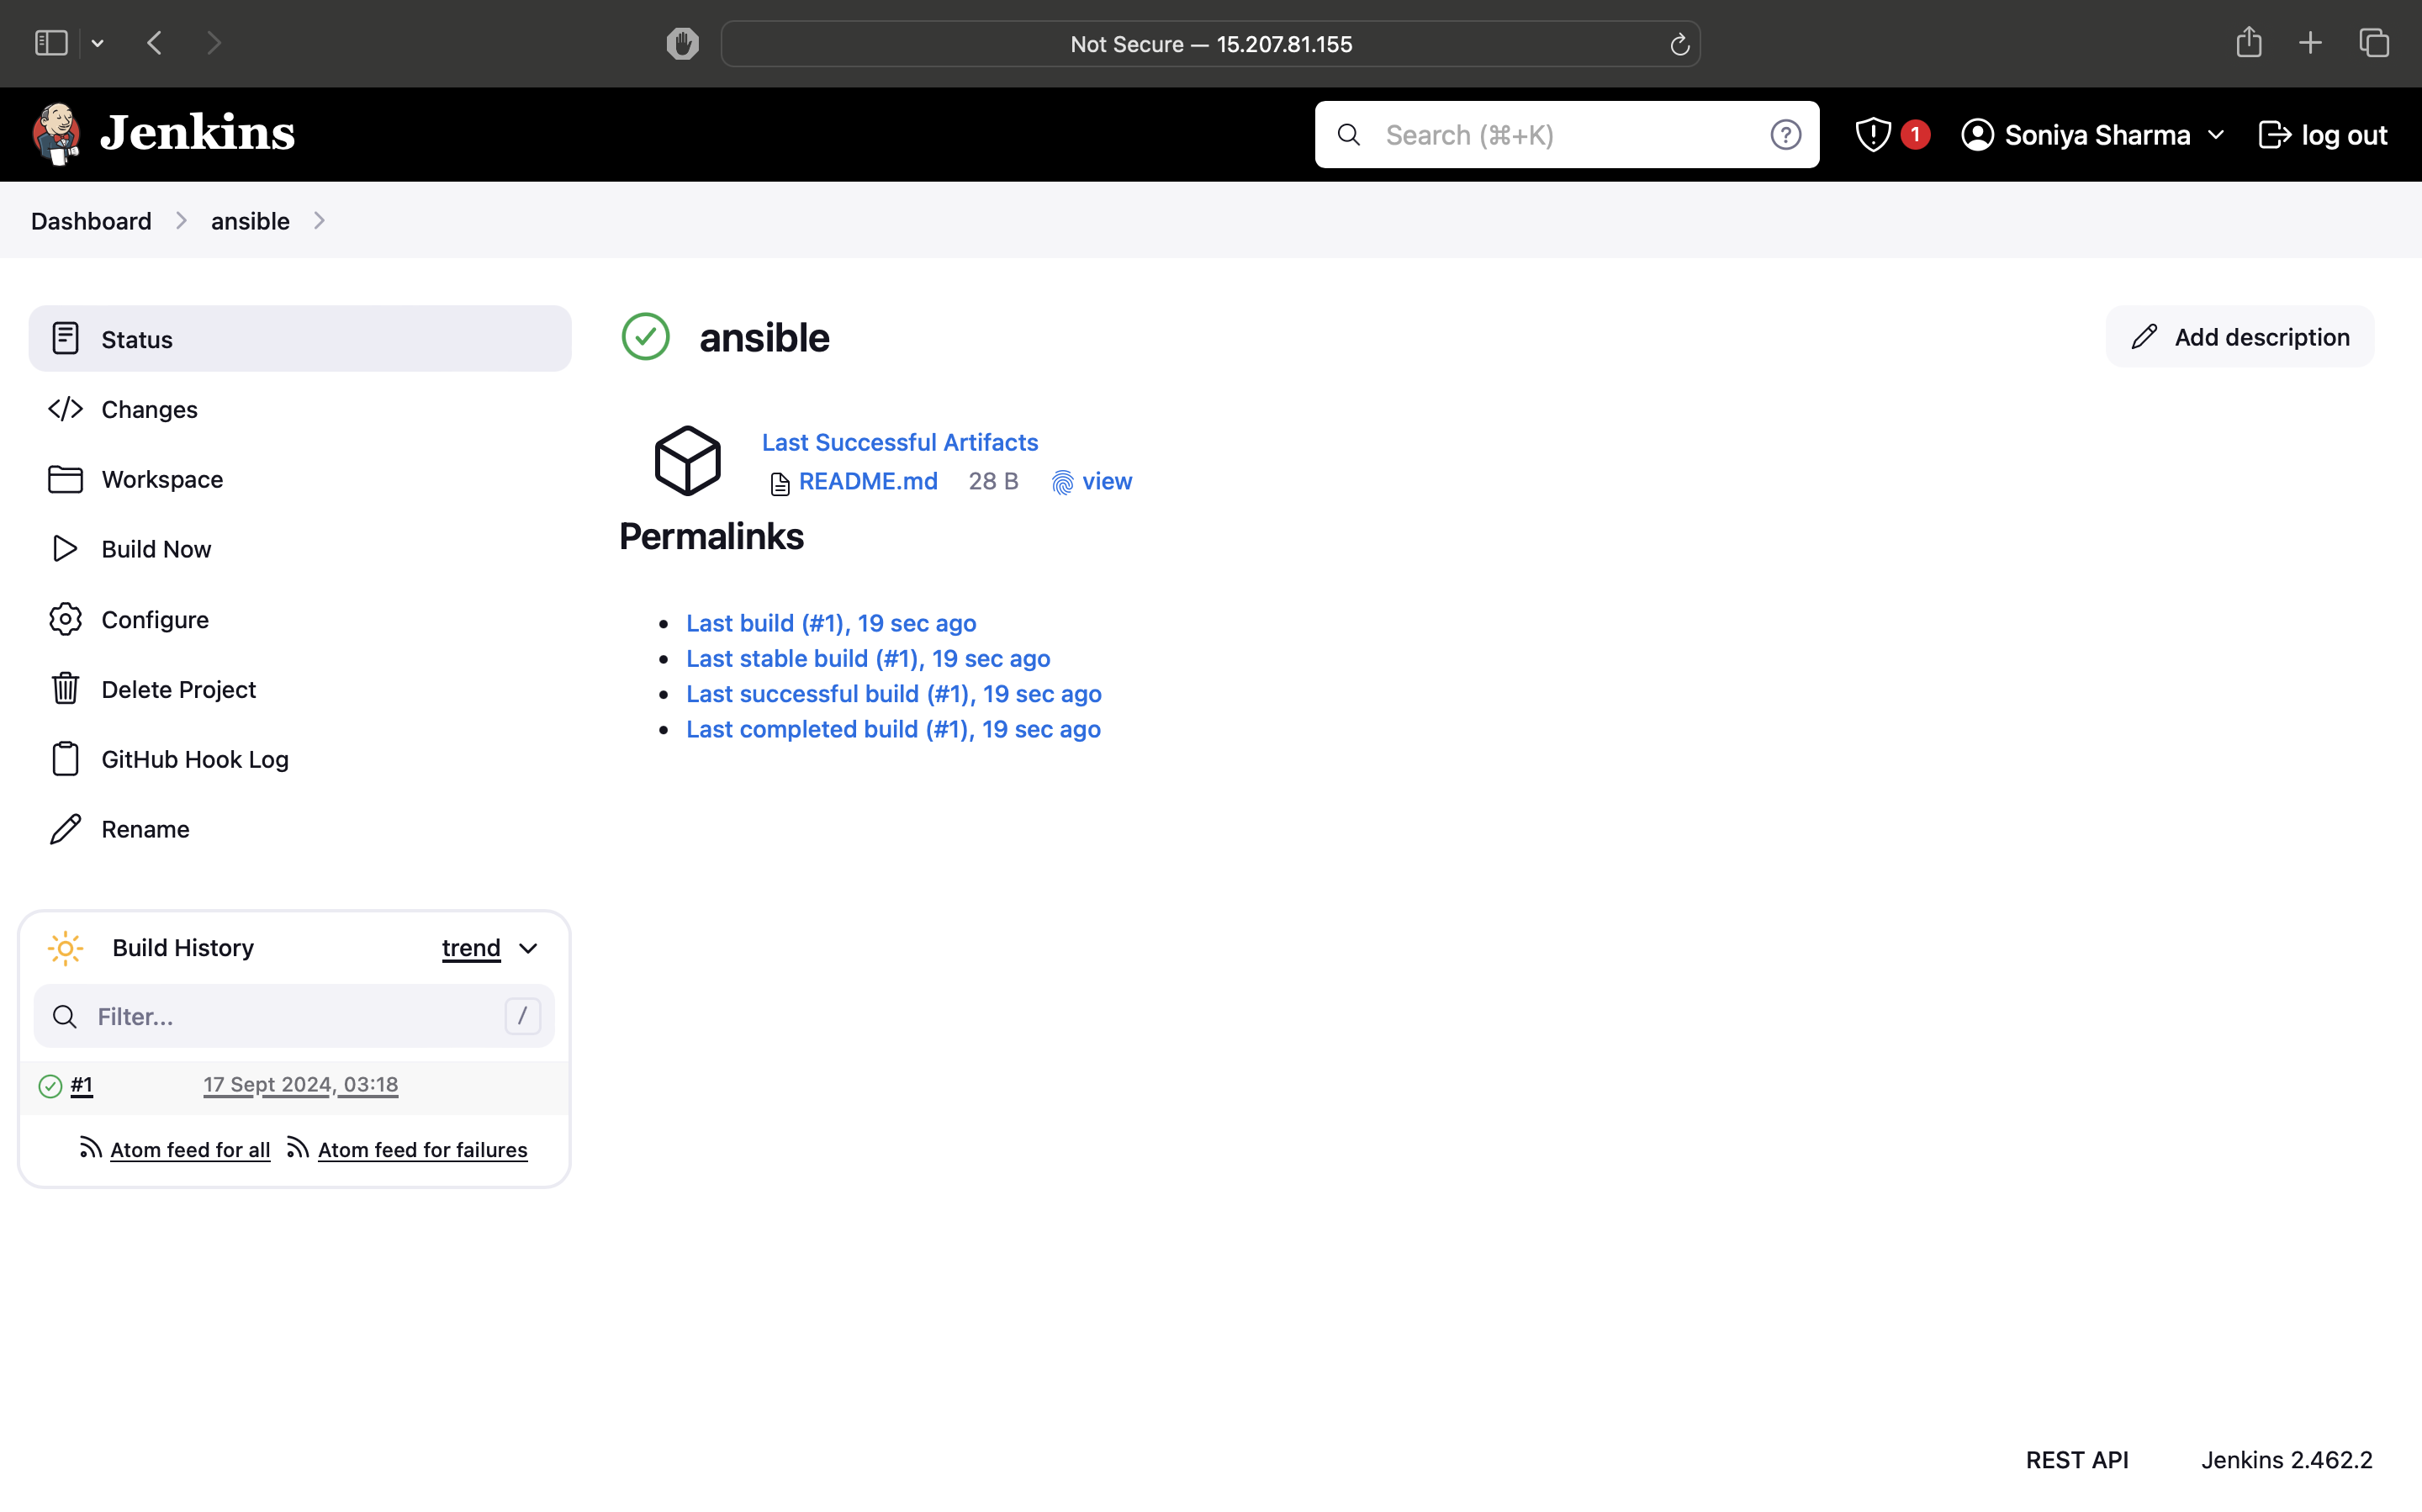 Not Secure — 15.207.81.155
Jenkins
Search (⌘+K)
?
1
Soniya Sharma
log out
Dashboard
ansible
Status
Changes
Workspace
Build Now
Configure
Delete Project
GitHub Hook Log
Rename
Build History
trend
Filter...
/
#1
17 Sept 2024, 03:18
Atom feed for all
Atom feed for failures
ansible
Add description
Last Successful Artifacts
README.md 28 B view
Permalinks
Last build (#1), 19 sec ago
Last stable build (#1), 19 sec ago
Last successful build (#1), 19 sec ago
Last completed build (#1), 19 sec ago
REST API
Jenkins 2.462.2